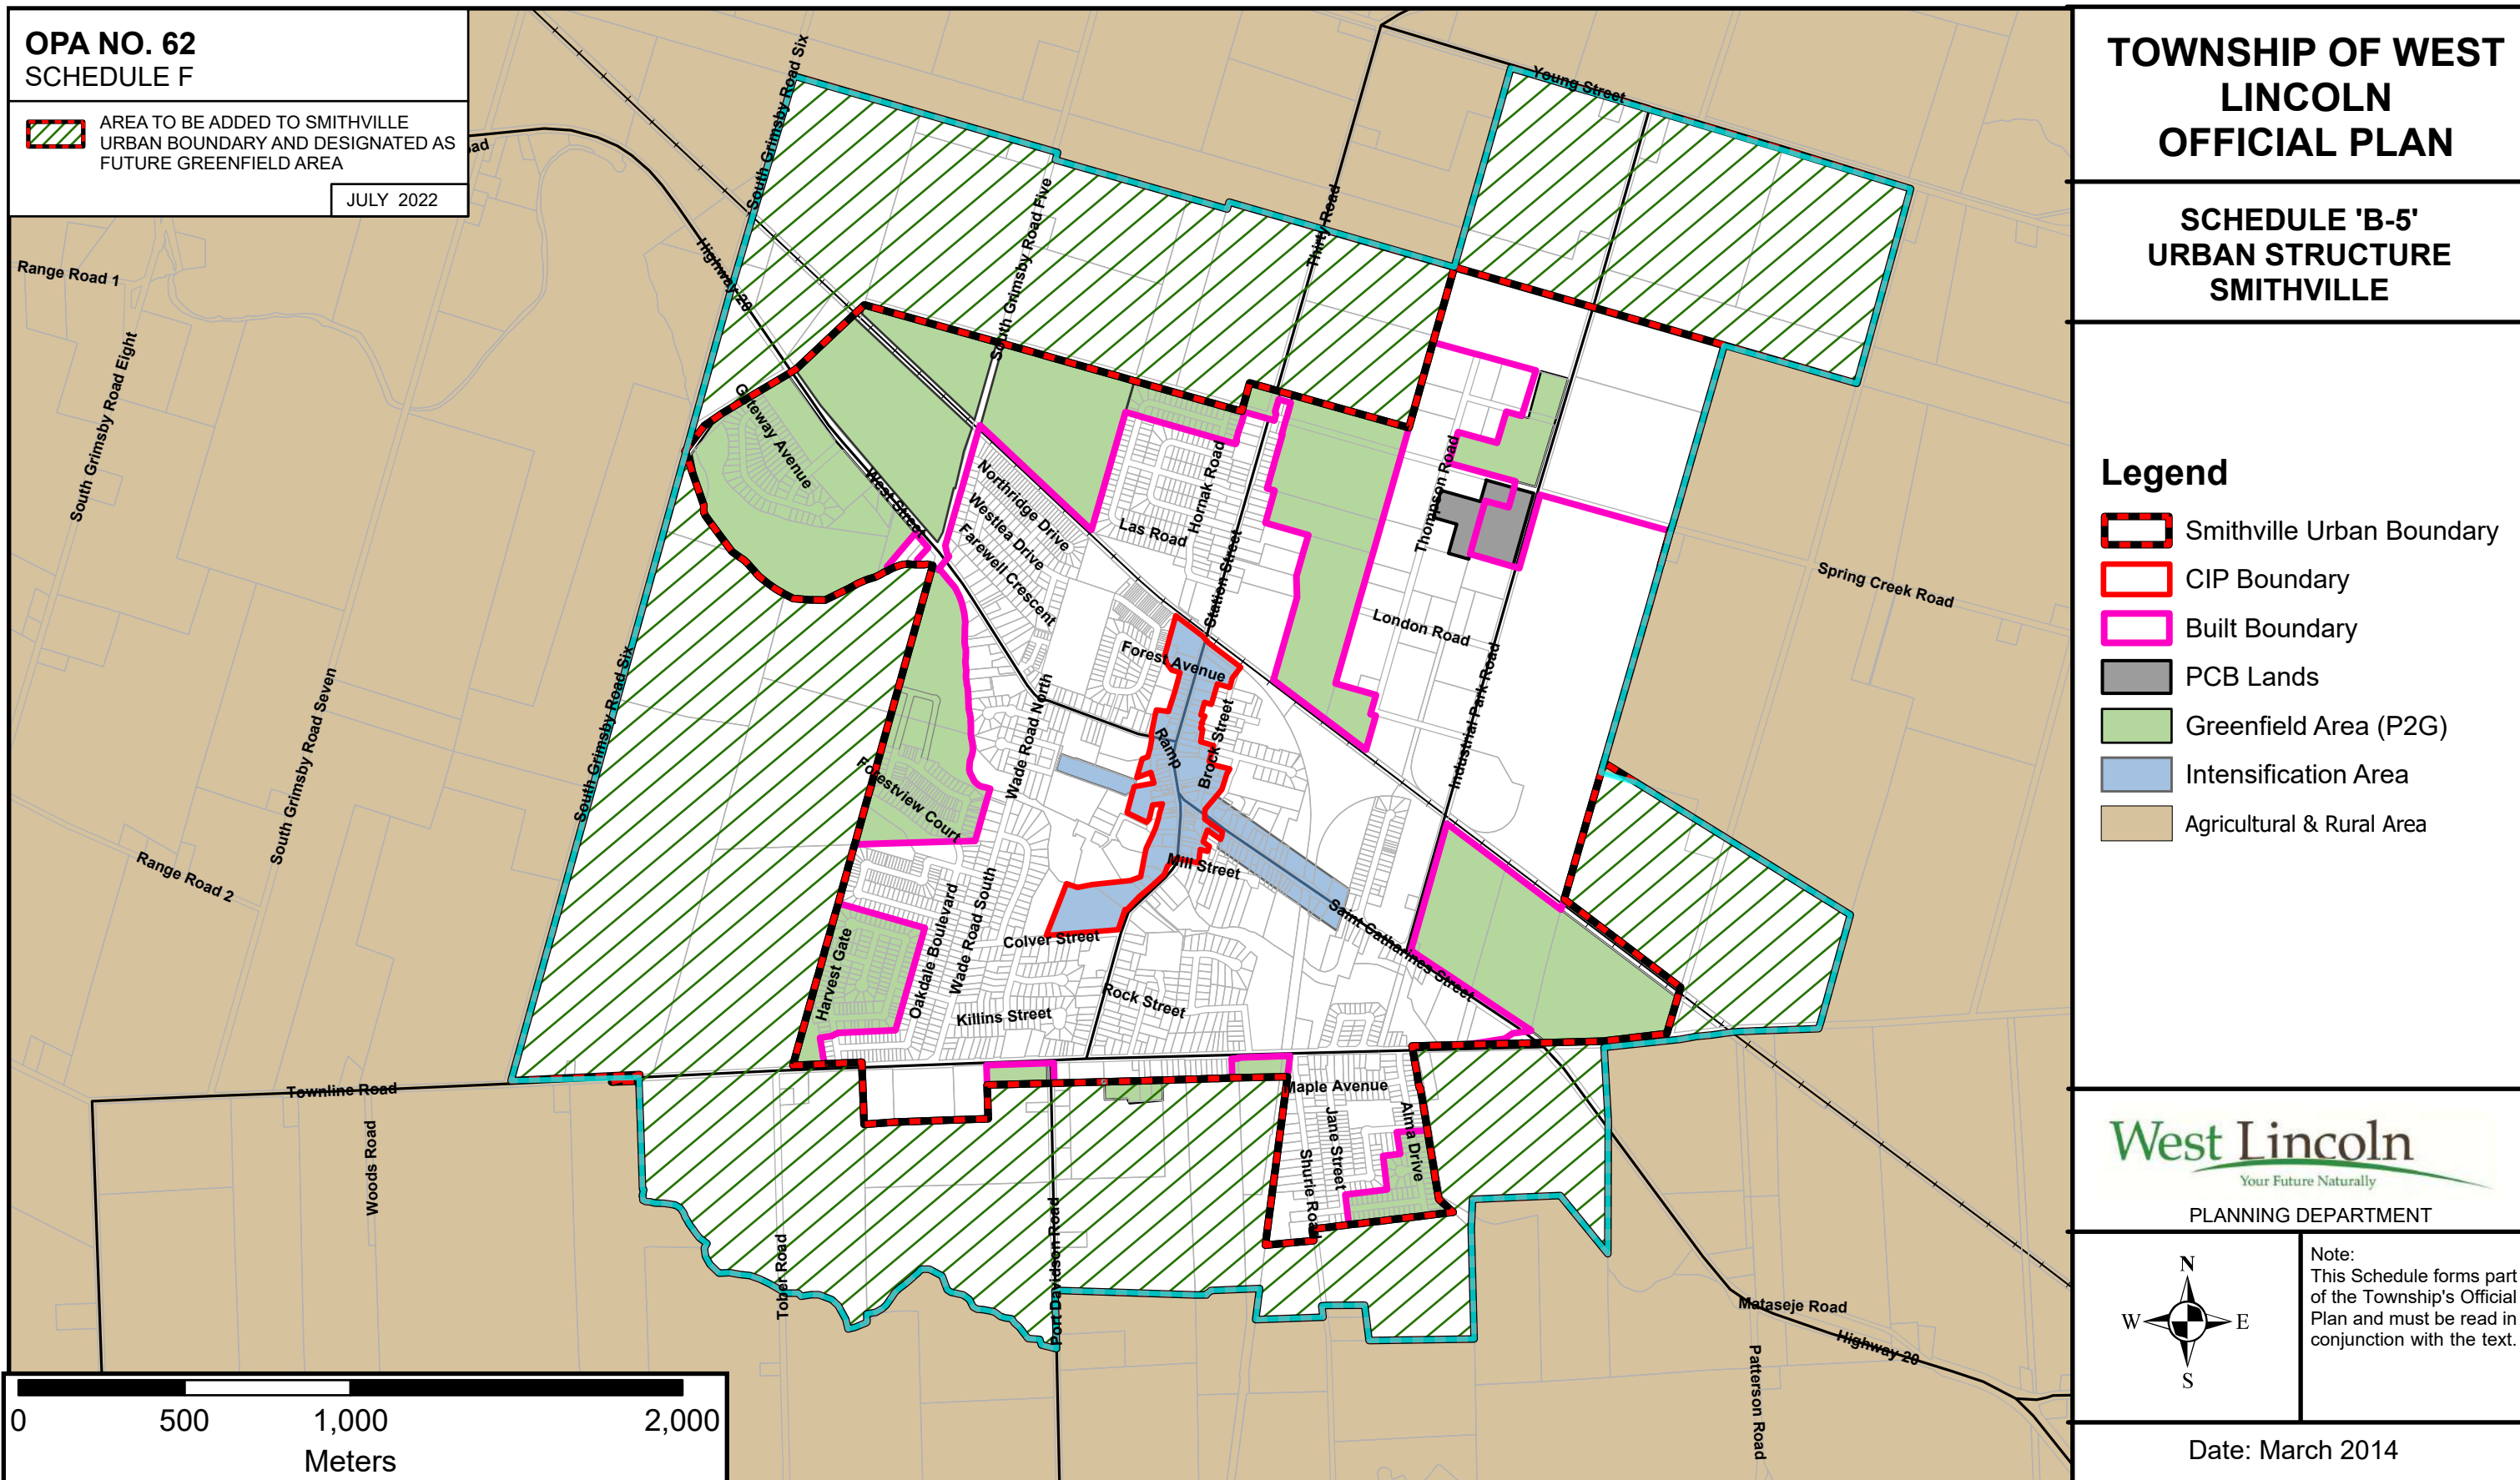 OPA NO. 62
SCHEDULE F
AREA TO BE ADDED TO SMITHVILLE
URBAN BOUNDARY AND DESIGNATED AS
FUTURE GREENFIELD AREA
JULY 2022
TOWNSHIP OF WEST
LINCOLN
OFFICIAL PLAN
SCHEDULE 'B-5'
URBAN STRUCTURE
SMITHVILLE
Legend
Smithville Urban Boundary
CIP Boundary
Built Boundary
PCB Lands
Greenfield Area (P2G)
Intensification Area
Agricultural & Rural Area
West Lincoln
Your Future Naturally
PLANNING DEPARTMENT
N
W
E
S
Note:
This Schedule forms part
of the Township's Official
Plan and must be read in
conjunction with the text.
Date: March 2014
oad
Young Street
South Grimsby Road Six
South Grimsby Road Five
Thirty Road
Highway 20
Range Road 1
South Grimsby Road Eight
Gateway Avenue
West Street
Northridge Drive
Westlea Drive
Farewell Crescent
Las Road
Hornak Road
Station Street
Thompson Road
Spring Creek Road
London Road
Industrial Park Road
Forest Avenue
Ramp
Brock Street
Wade Road North
South Grimsby Road Six
South Grimsby Road Seven
Forestview Court
Range Road 2
Mill Street
Saint Catharines Street
Oakdale Boulevard
Wade Road South
Colver Street
Harvest Gate
Killins Street
Rock Street
Townline Road
Maple Avenue
Jane Street
Alma Drive
Shurie Road
Woods Road
Tober Road
Port Davidson Road
Mataseje Road
Highway 20
Patterson Road
0 500 1,000 2,000
Meters